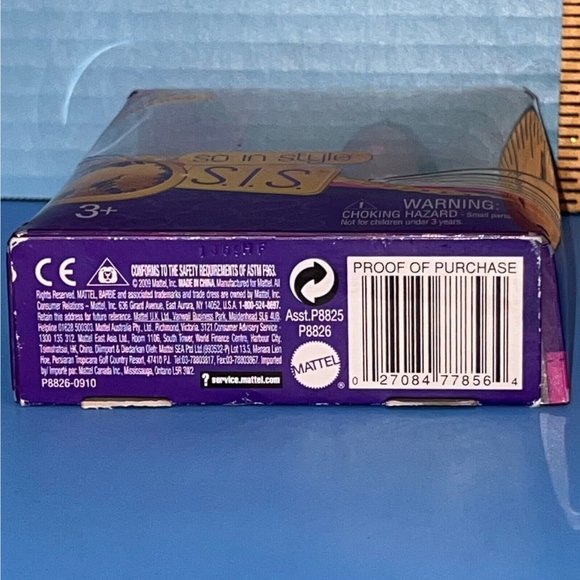 so in style
S.I.S.
3+
WARNING:
CHOKING HAZARD - Small parts
Not for children under 3 years.
CE
CONFORMS TO THE SAFETY REQUIREMENTS OF ASTM F963.
© 2009 Mattel, Inc. MADE IN CHINA. Manufactured for Mattel. All
Rights Reserved. MATTEL, BARBIE and associated trademarks and trade dress are owned by Mattel, Inc.
Consumer Relations - Mattel, Inc. 636 Girard Avenue, East Aurora, NY 14052, U.S.A. 1-800-524-8697.
Retain this address for future reference: Mattel U.K. Ltd., Vanwall Business Park, Maidenhead SL6 4UB.
Helpline 01628 500303. Mattel Australia Pty., Ltd., Richmond, Victoria. 3121.Consumer Advisory Service -
1300 135 312. Mattel East Asia Ltd., Room 1106, South Tower, World Finance Centre, Harbour City,
Tsimshatsui, HK, China. Diimport & Diedarkan Oleh: Mattel SEA Ptd Ltd.(993532-P) Lot 13.5, Menara Lien
Hoe, Persiaran Tropicana Golf Country Resort, 47410 PJ. Tel:03-78803817, Fax:03-78803867. Imported
by/Importé par: Mattel Canada Inc., Mississauga, Ontario L5R 3W2.
P8826-0910
? service.mattel.com
Asst.P8825
P8826
MATTEL
®
PROOF OF PURCHASE
0 27084 77856 4